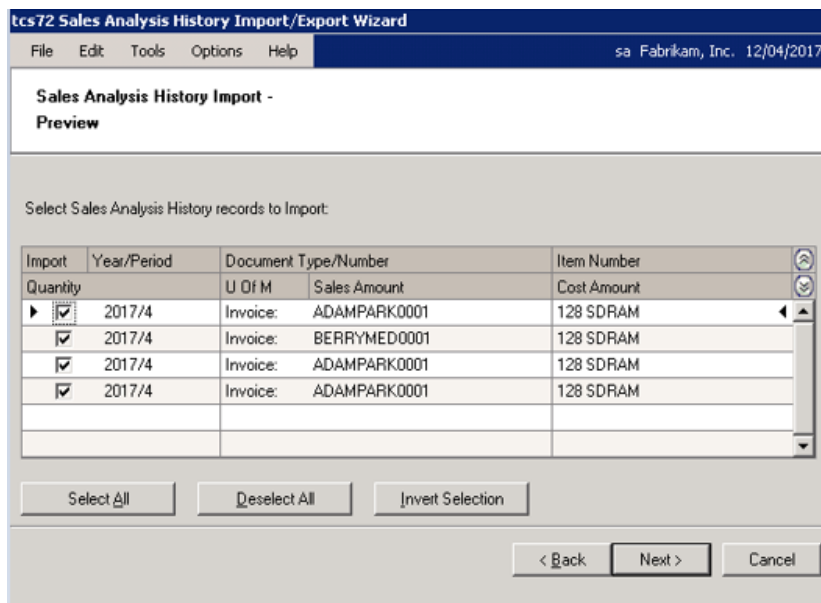 tcs72 Sales Analysis History Import/Export Wizard
File Edit Tools Options Help sa Fabrikam, Inc. 12/04/2017
Sales Analysis History Import -
Preview
Select Sales Analysis History records to Import:
Import Year/Period Document Type/Number Item Number
Quantity U Of M Sales Amount Cost Amount
2017/4 Invoice: ADAMPARK0001 128 SDRAM
2017/4 Invoice: BERRYMED0001 128 SDRAM
2017/4 Invoice: ADAMPARK0001 128 SDRAM
2017/4 Invoice: ADAMPARK0001 128 SDRAM
Select All Deselect All Invert Selection
< Back Next > Cancel